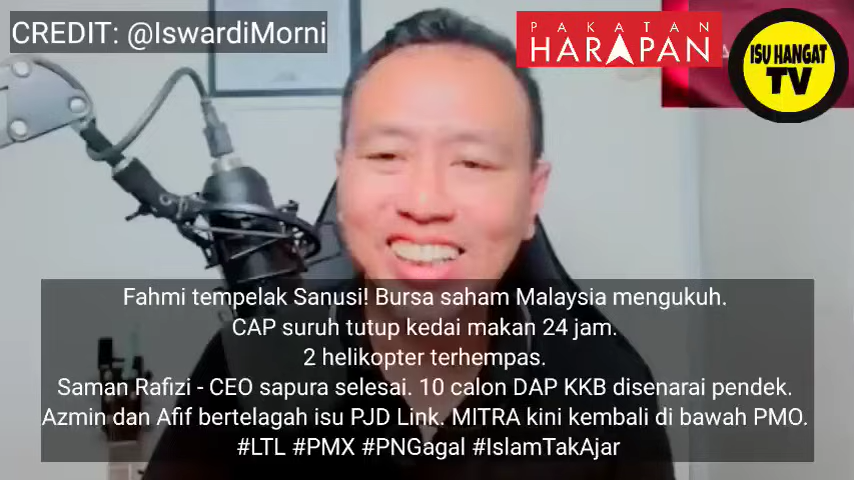 CREDIT: @IswardiMorni
PAKATAN
HARAPAN
ISU HANGAT
TV
Fahmi tempelak Sanusi! Bursa saham Malaysia mengukuh.
CAP suruh tutup kedai makan 24 jam.
2 helikopter terhempas.
Saman Rafizi - CEO sapura selesai. 10 calon DAP KKB disenarai pendek.
Azmin dan Afif bertelagah isu PJD Link. MITRA kini kembali di bawah PMO.
#LTL #PMX #PNGagal #IslamTakAjar